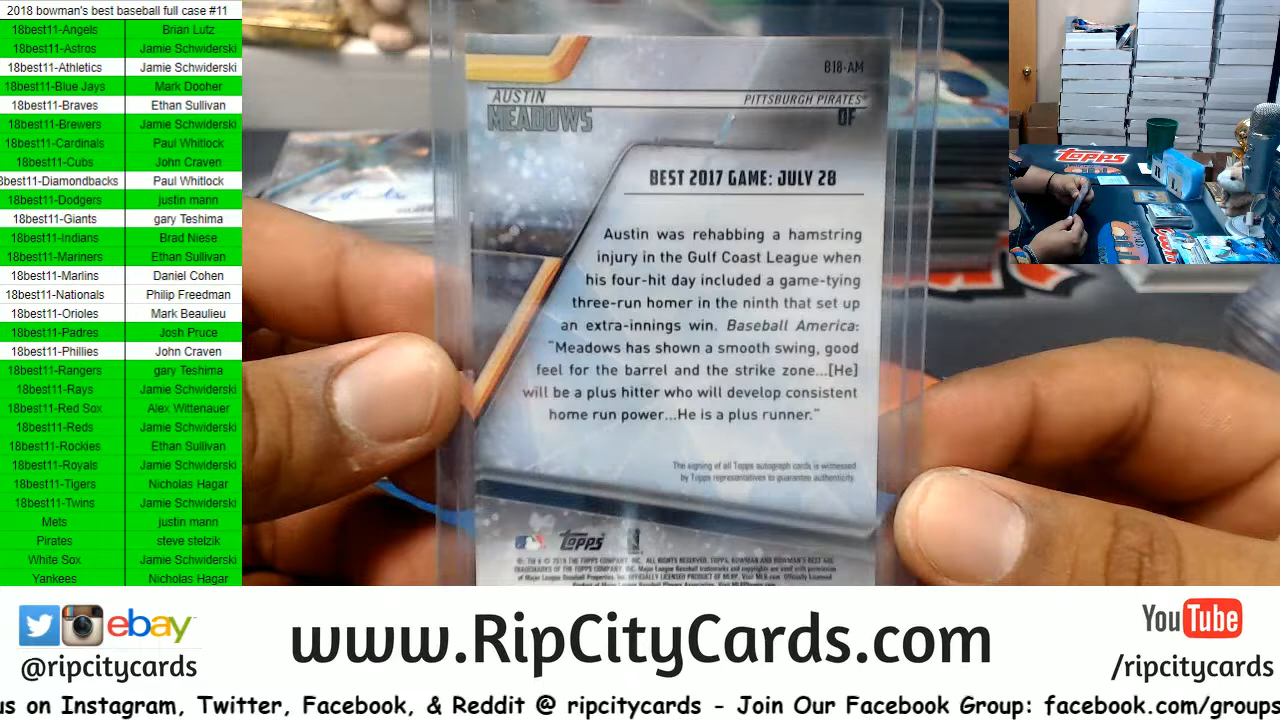 2018 bowman's best baseball full case #11
18best11-Angels Brian Lutz
18best11-Astros Jamie Schwiderski
18best11-Athletics Jamie Schwiderski
18best11-Blue Jays Mark Dooher
18best11-Braves Ethan Sullivan
18best11-Brewers Jamie Schwiderski
18best11-Cardinals Paul Whitlock
18best11-Cubs John Craven
8best11-Diamondbacks Paul Whitlock
18best11-Dodgers justin mann
18best11-Giants gary Teshima
18best11-Indians Brad Niese
18best11-Mariners Ethan Sullivan
18best11-Marlins Daniel Cohen
18best11-Nationals Philip Freedman
18best11-Orioles Mark Beaulieu
18best11-Padres Josh Pruce
18best11-Phillies John Craven
18best11-Rangers gary Teshima
18best11-Rays Jamie Schwiderski
18best11-Red Sox Alex Wittenauer
18best11-Reds Jamie Schwiderski
18best11-Rockies Ethan Sullivan
18best11-Royals Jamie Schwiderski
18best11-Tigers Nicholas Hagar
18best11-Twins Jamie Schwiderski
Mets justin mann
Pirates steve stelzik
White Sox Jamie Schwiderski
Yankees Nicholas Hagar
B18-AM
AUSTIN
MEADOWS
PITTSBURGH PIRATES
OF
BEST 2017 GAME: JULY 28
Austin was rehabbing a hamstring
injury in the Gulf Coast League when
his four-hit day included a game-tying
three-run homer in the ninth that set up
an extra-innings win. Baseball America:
"Meadows has shown a smooth swing, good
feel for the barrel and the strike zone...[He]
will be a plus hitter who will develop consistent
home run power...He is a plus runner."
The signing of all Topps autograph cards is witnessed
by Topps representatives to guarantee authenticity.
topps
topps
ebay
@ripcitycards
www.RipCityCards.com
YouTube
/ripcitycards
us on Instagram, Twitter, Facebook, & Reddit @ ripcitycards - Join Our Facebook Group: facebook.com/groups